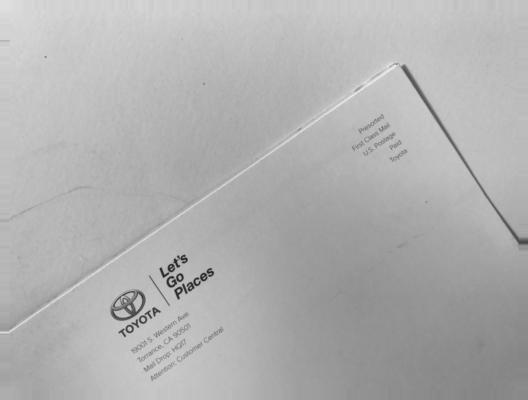 TOYOTA
Let's
Go
Places
19001 S. Western Ave
Torrance, CA 90501
Mail Drop: HQ17
Attention: Customer Central
Presorted
First Class Mail
U.S. Postage
Paid
Toyota